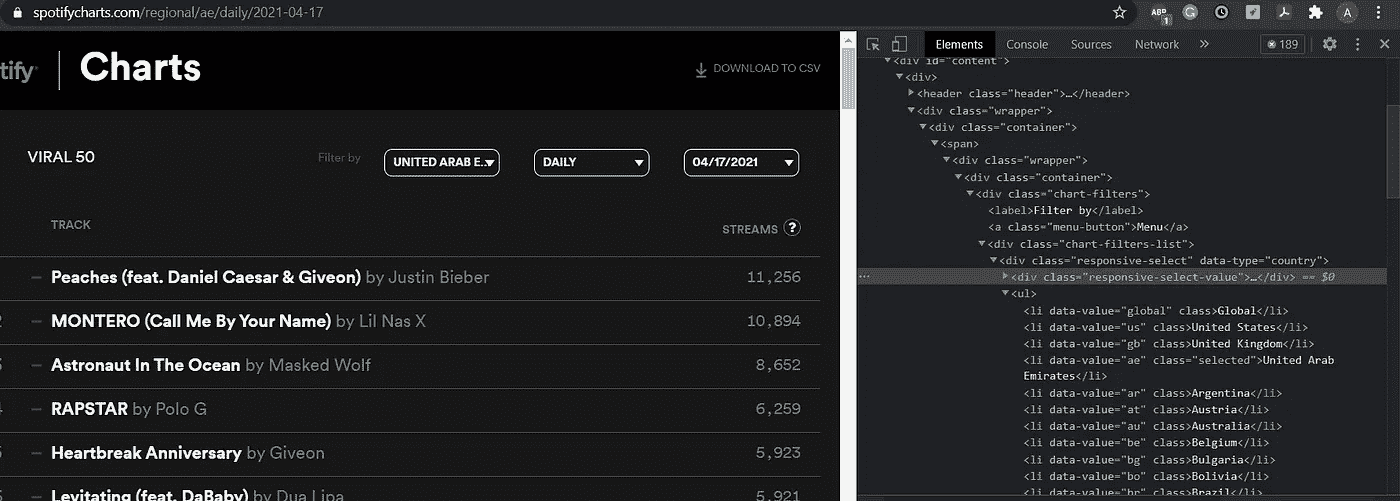 spotifycharts.com/regional/ae/daily/2021-04-17
ABP
1
G
A
tify
Charts
DOWNLOAD TO CSV
VIRAL 50
Filter by
UNITED ARAB E..
DAILY
04/17/2021
TRACK
STREAMS ?
— Peaches (feat. Daniel Caesar & Giveon) by Justin Bieber 11,256
2 — MONTERO (Call Me By Your Name) by Lil Nas X 10,894
3 — Astronaut In The Ocean by Masked Wolf 8,652
4 — RAPSTAR by Polo G 6,259
5 — Heartbreak Anniversary by Giveon 5,923
— Levitating (feat. DaBaby) by Dua Lipa 5,921
Elements Console Sources Network » 189
<div id="content">
<div>
<header class="header">…</header>
<div class="wrapper">
<div class="container">
<span>
<div class="wrapper">
<div class="container">
<div class="chart-filters">
<label>Filter by</label>
<a class="menu-button">Menu</a>
<div class="chart-filters-list">
<div class="responsive-select" data-type="country">
… <div class="responsive-select-value">…</div> == $0
<ul>
<li data-value="global" class>Global</li>
<li data-value="us" class>United States</li>
<li data-value="gb" class>United Kingdom</li>
<li data-value="ae" class="selected">United Arab
Emirates</li>
<li data-value="ar" class>Argentina</li>
<li data-value="at" class>Austria</li>
<li data-value="au" class>Australia</li>
<li data-value="be" class>Belgium</li>
<li data-value="bg" class>Bulgaria</li>
<li data-value="bo" class>Bolivia</li>
<li data-value="br" class>Brazil</li>